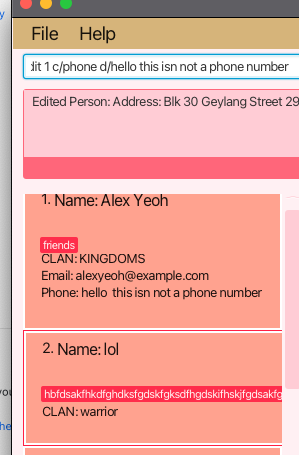 File Help
dit 1 c/phone d/hello this isn not a phone number
Edited Person: Address: Blk 30 Geylang Street 29
1. Name: Alex Yeoh
friends
CLAN: KINGDOMS
Email: alexyeoh@example.com
Phone: hello this isn not a phone number
2. Name: lol
CLAN: warrior